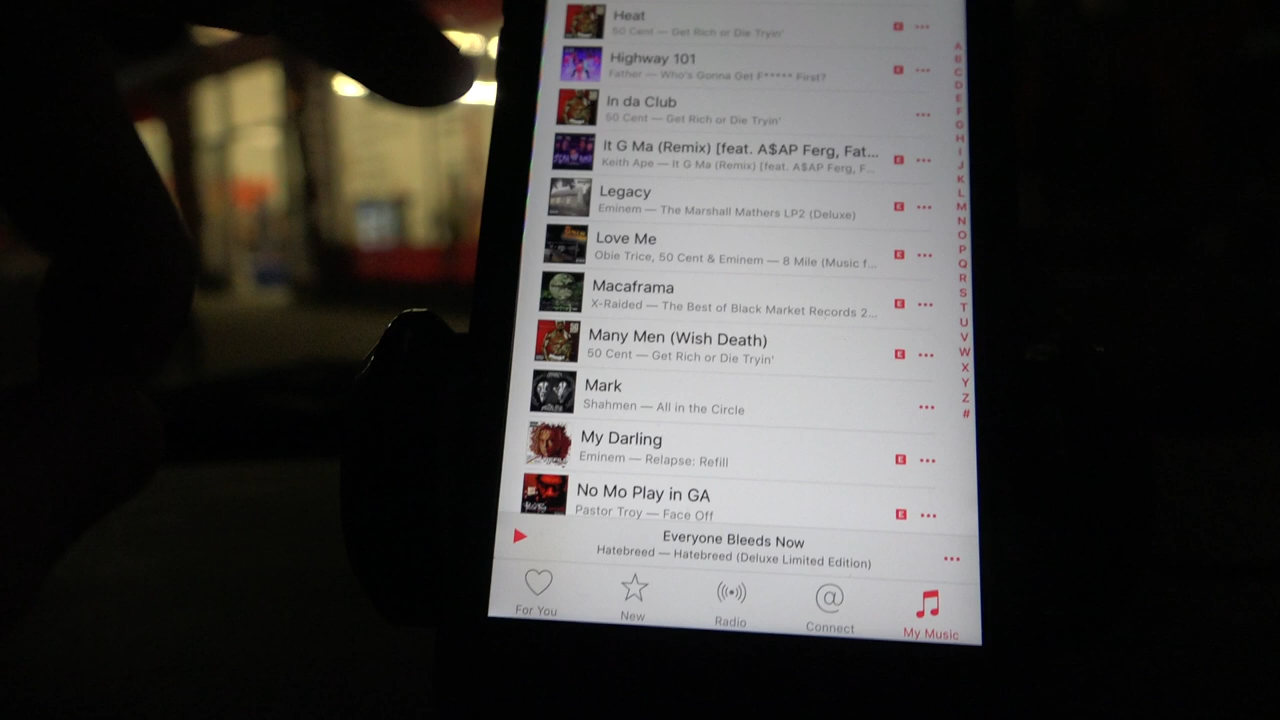 Heat
50 Cent — Get Rich or Die Tryin'
E
Highway 101
Father — Who's Gonna Get F***** First?
E
In da Club
50 Cent — Get Rich or Die Tryin'
It G Ma (Remix) [feat. A$AP Ferg, Fat...
Keith Ape — It G Ma (Remix) [feat. A$AP Ferg, F...
E
Legacy
Eminem — The Marshall Mathers LP2 (Deluxe)
E
Love Me
Obie Trice, 50 Cent & Eminem — 8 Mile (Music f...
E
Macaframa
X-Raided — The Best of Black Market Records 2...
E
Many Men (Wish Death)
50 Cent — Get Rich or Die Tryin'
E
Mark
Shahmen — All in the Circle
My Darling
Eminem — Relapse: Refill
E
No Mo Play in GA
Pastor Troy — Face Off
E
A
B
C
D
E
F
G
H
I
J
K
L
M
N
O
P
Q
R
S
T
U
V
W
X
Y
Z
#
Everyone Bleeds Now
Hatebreed — Hatebreed (Deluxe Limited Edition)
For You
New
Radio
@
Connect
My Music